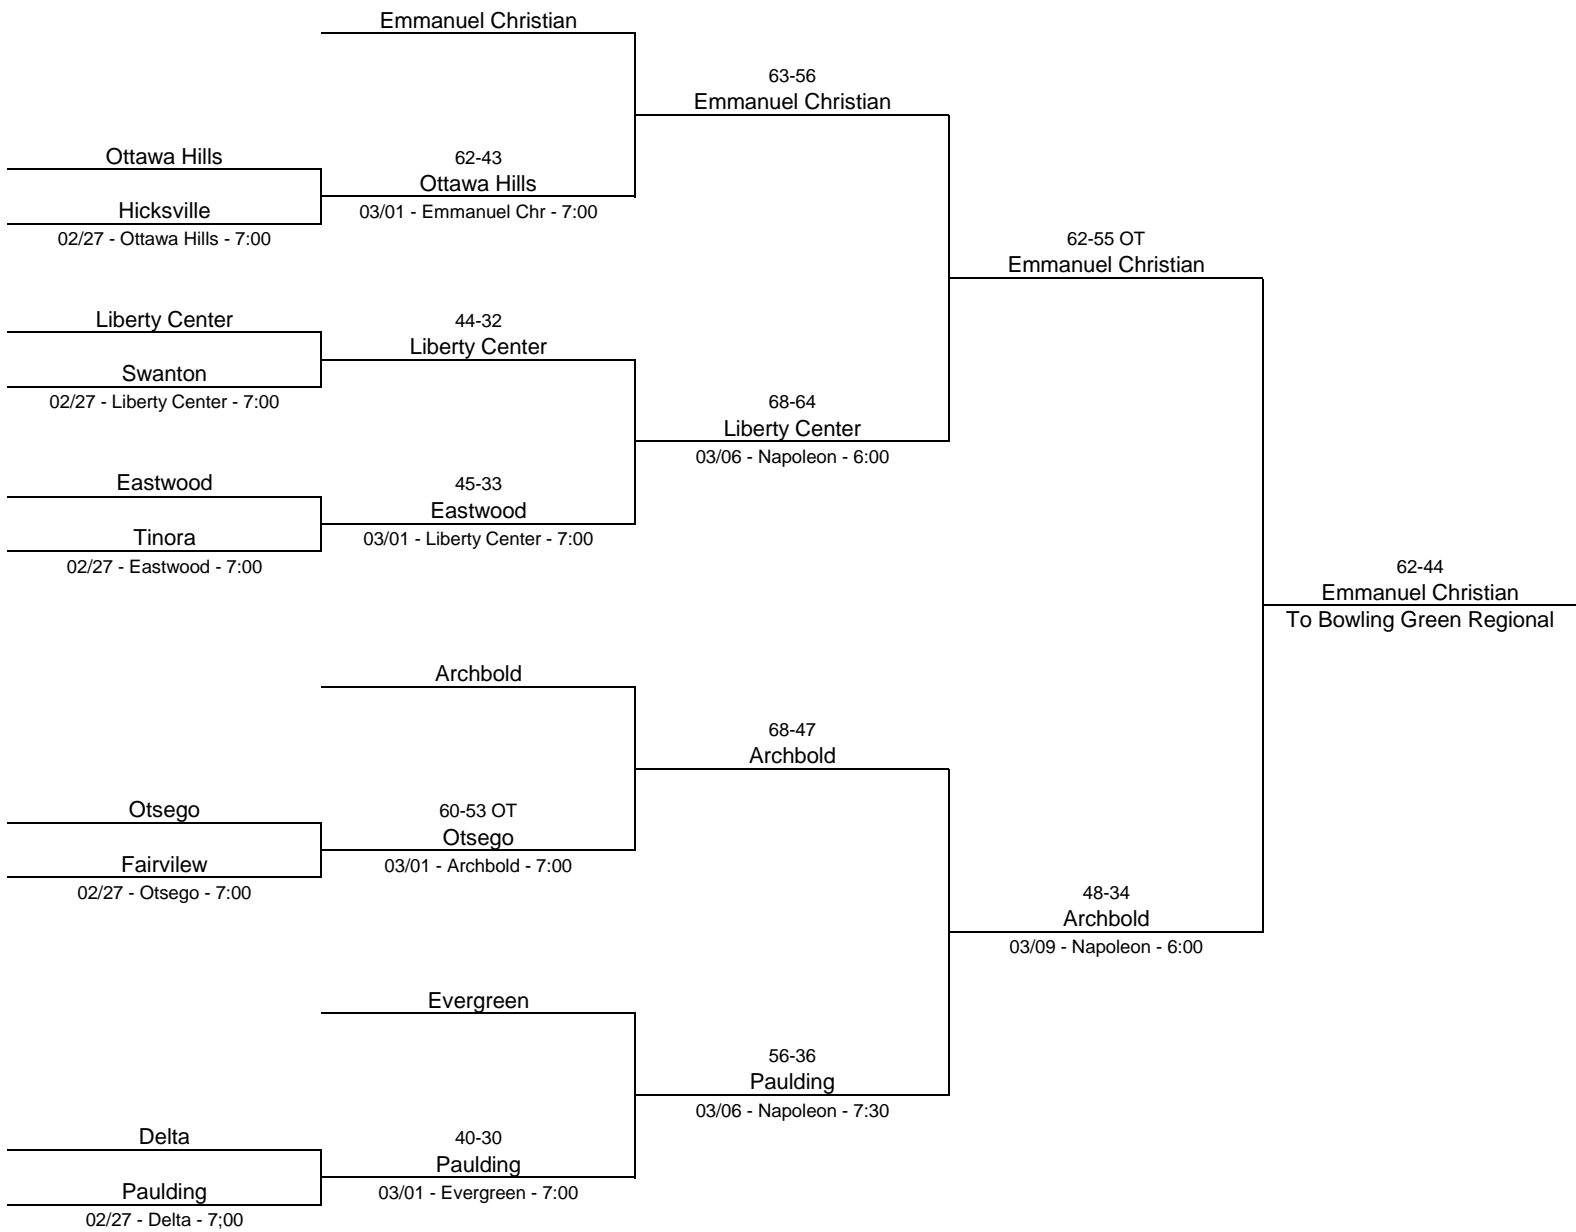 Emmanuel Christian
63-56
Emmanuel Christian
Ottawa Hills
62-43
Ottawa Hills
Hicksville
03/01 - Emmanuel Chr - 7:00
02/27 - Ottawa Hills - 7:00
62-55 OT
Emmanuel Christian
Liberty Center
44-32
Liberty Center
Swanton
02/27 - Liberty Center - 7:00
68-64
Liberty Center
03/06 - Napoleon - 6:00
Eastwood
45-33
Eastwood
Tinora
03/01 - Liberty Center - 7:00
02/27 - Eastwood - 7:00
62-44
Emmanuel Christian
To Bowling Green Regional
Archbold
68-47
Archbold
Otsego
60-53 OT
Otsego
Fairvilew
03/01 - Archbold - 7:00
02/27 - Otsego - 7:00
48-34
Archbold
03/09 - Napoleon - 6:00
Evergreen
56-36
Paulding
03/06 - Napoleon - 7:30
Delta
40-30
Paulding
Paulding
03/01 - Evergreen - 7:00
02/27 - Delta - 7;00